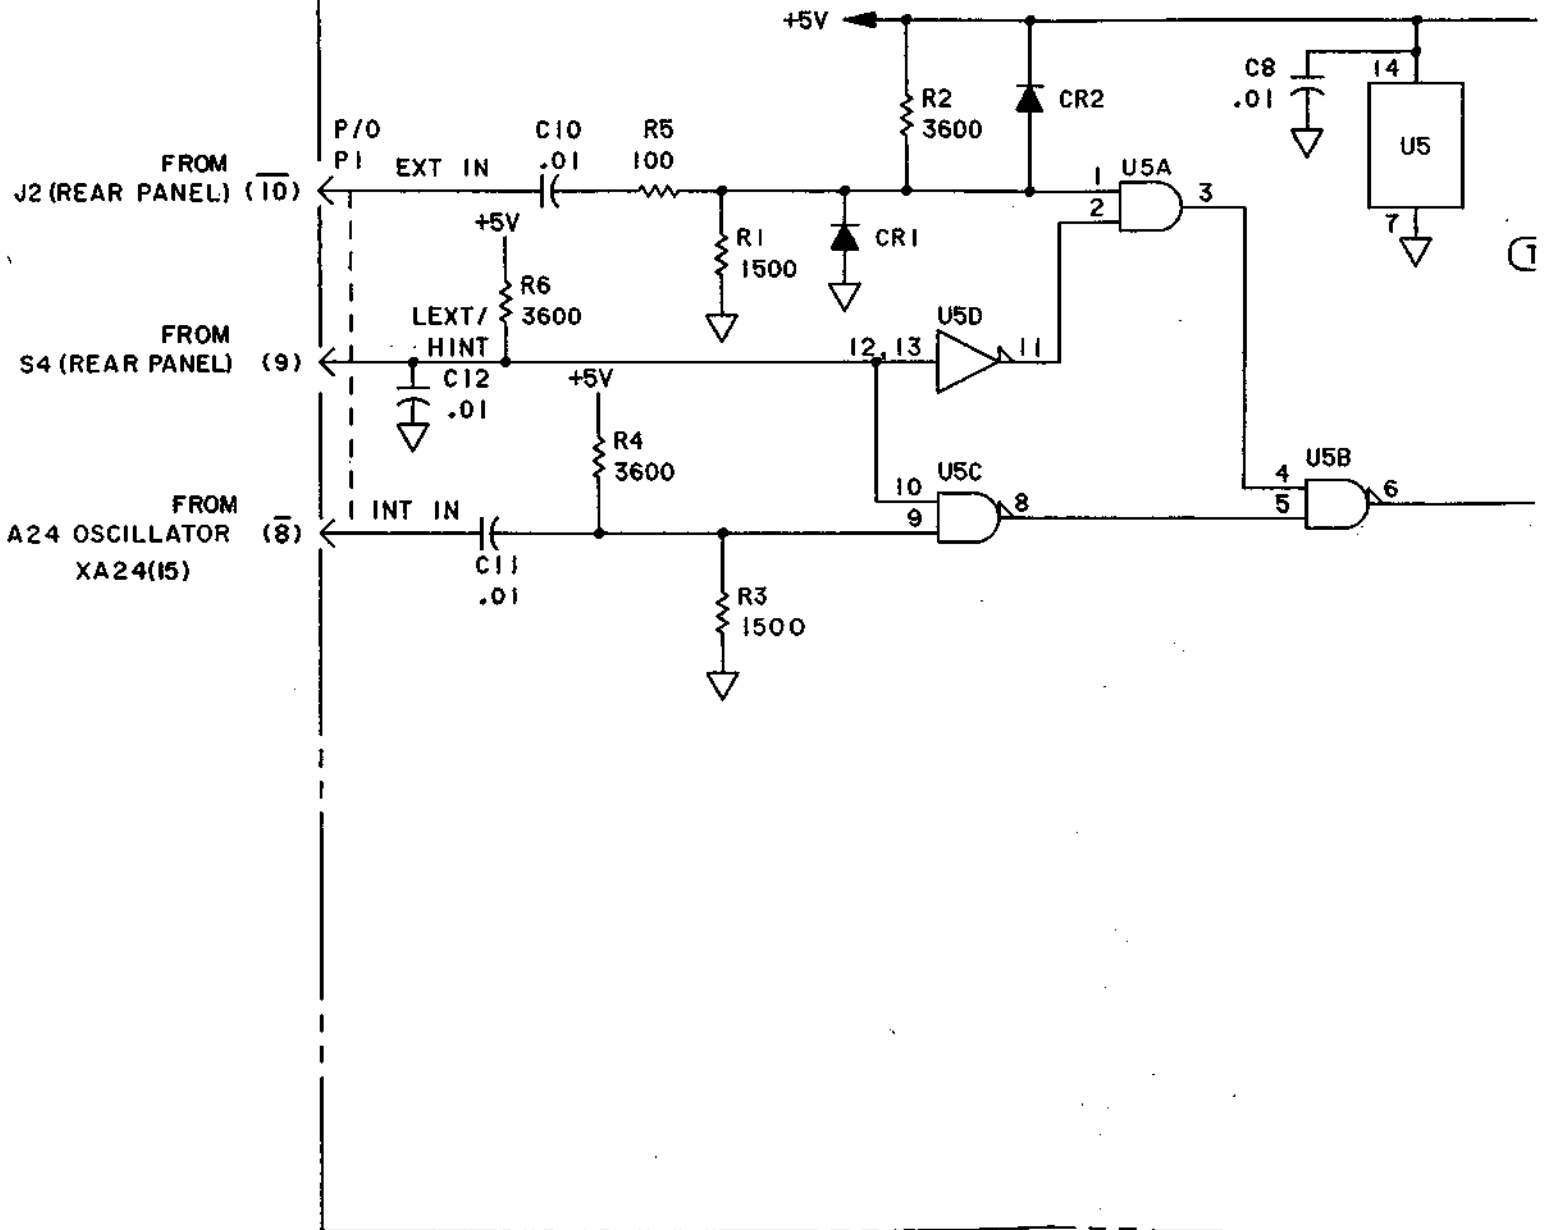 +5V
C8
.01
14
U5
7
R2
3600
CR2
P/O
P1
C10
.01
R5
100
FROM
J2 (REAR PANEL) (10)
EXT IN
1
2
U5A
3
+5V
R1
1500
CR1
R6
3600
LEXT/
HINT
FROM
S4 (REAR PANEL) (9)
C12
.01
12,13
U5D
11
+5V
R4
3600
U5C
10
9
8
U5B
4
5
6
FROM
A24 OSCILLATOR (8)
XA24(15)
INT IN
C11
.01
R3
1500